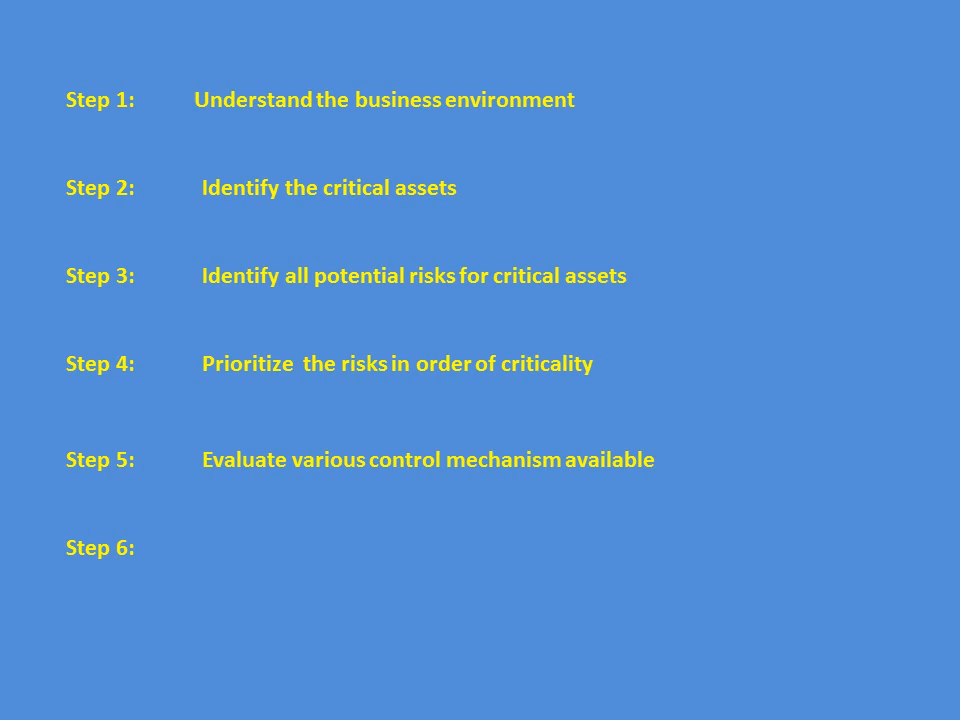 Step 1: Understand the business environment
Step 2: Identify the critical assets
Step 3: Identify all potential risks for critical assets
Step 4: Prioritize the risks in order of criticality
Step 5: Evaluate various control mechanism available
Step 6: